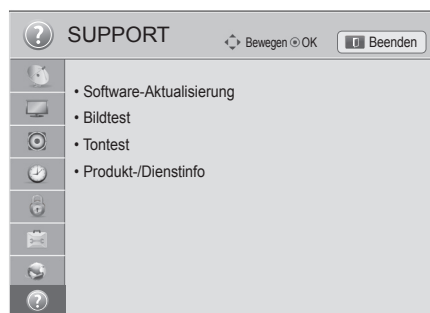 SUPPORT
Bewegen OK
Beenden
• Software-Aktualisierung
• Bildtest
• Tontest
• Produkt-/Dienstinfo